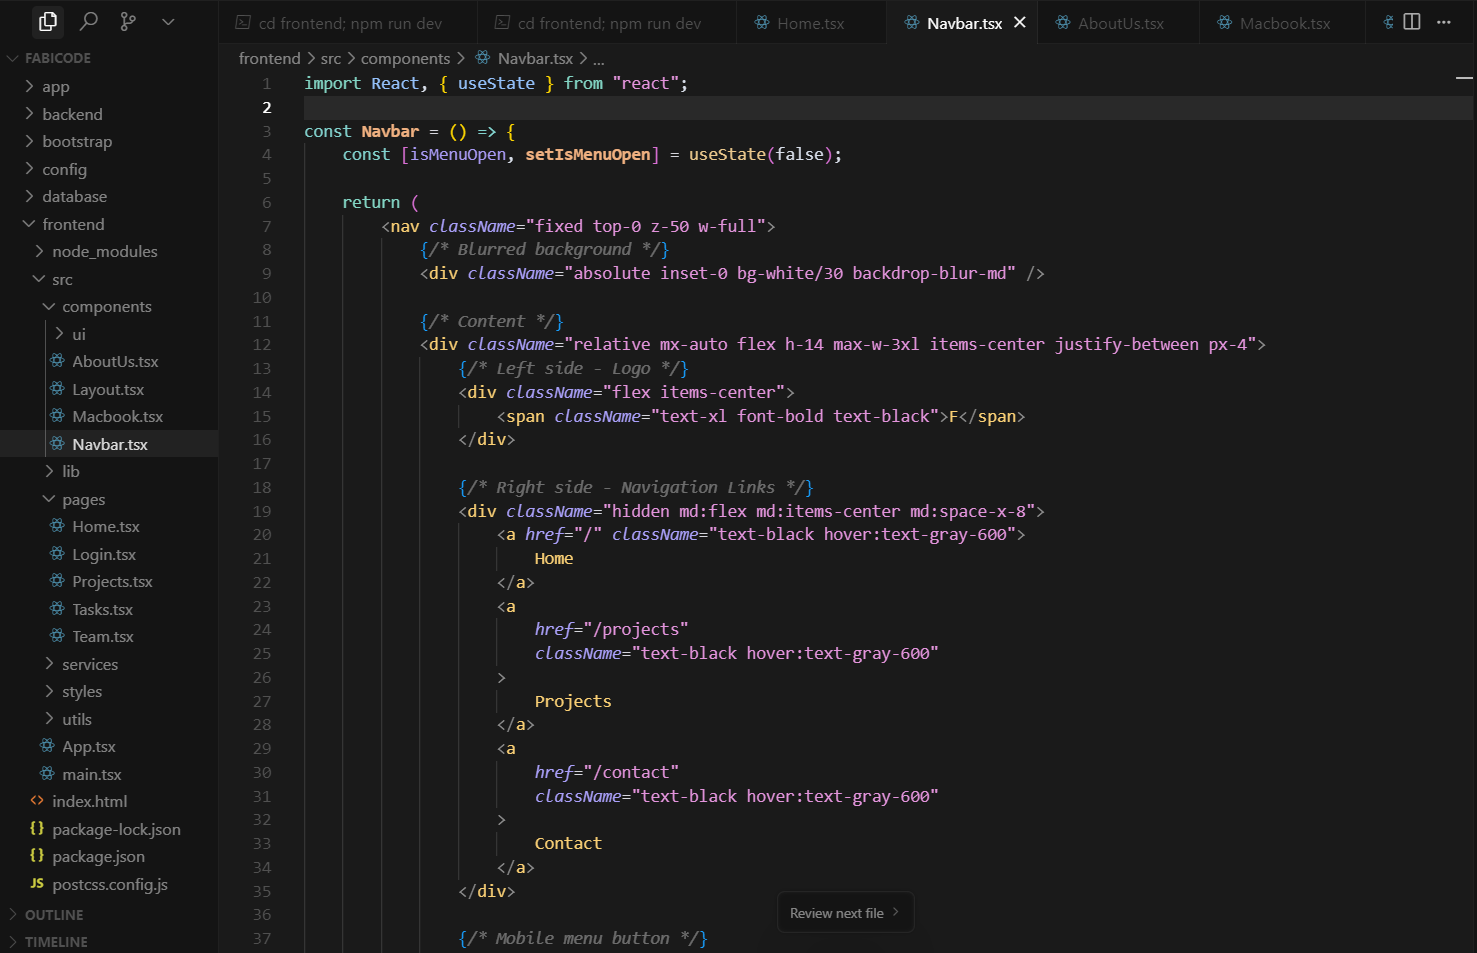 cd frontend; npm run dev
cd frontend; npm run dev
Home.tsx
Navbar.tsx
AboutUs.tsx
Macbook.tsx
FABICODE
app
backend
bootstrap
config
database
frontend
node_modules
src
components
ui
AboutUs.tsx
Layout.tsx
Macbook.tsx
Navbar.tsx
lib
pages
Home.tsx
Login.tsx
Projects.tsx
Tasks.tsx
Team.tsx
services
styles
utils
App.tsx
main.tsx
index.html
{} package-lock.json
{} package.json
JS postcss.config.js
OUTLINE
TIMELINE
frontend > src > components > Navbar.tsx > ...
1 import React, { useState } from "react";
2
3 const Navbar = () => {
4 const [isMenuOpen, setIsMenuOpen] = useState(false);
5
6 return (
7 <nav className="fixed top-0 z-50 w-full">
8 {/* Blurred background */}
9 <div className="absolute inset-0 bg-white/30 backdrop-blur-md" />
10
11 {/* Content */}
12 <div className="relative mx-auto flex h-14 max-w-3xl items-center justify-between px-4">
13 {/* Left side - Logo */}
14 <div className="flex items-center">
15 <span className="text-xl font-bold text-black">F</span>
16 </div>
17
18 {/* Right side - Navigation Links */}
19 <div className="hidden md:flex md:items-center md:space-x-8">
20 <a href="/" className="text-black hover:text-gray-600">
21 Home
22 </a>
23 <a
24 href="/projects"
25 className="text-black hover:text-gray-600"
26 >
27 Projects
28 </a>
29 <a
30 href="/contact"
31 className="text-black hover:text-gray-600"
32 >
33 Contact
34 </a>
35 </div>
36
37 {/* Mobile menu button */}
Review next file >